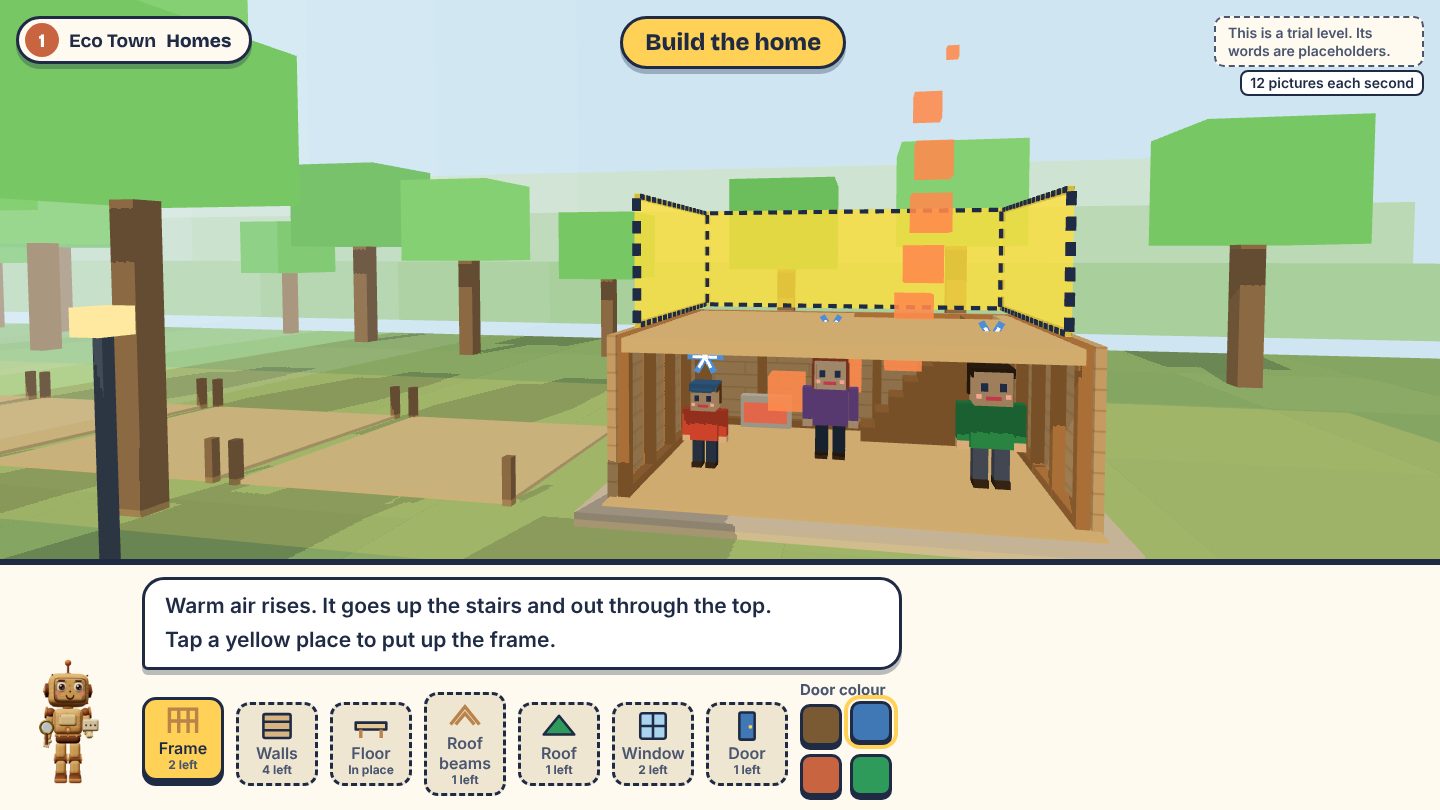 1 Eco Town Homes
Build the home
This is a trial level. Its
words are placeholders.
12 pictures each second
Warm air rises. It goes up the stairs and out through the top.
Tap a yellow place to put up the frame.
Door colour
Frame
2 left
Walls
4 left
Floor
In place
Roof
beams
1 left
Roof
1 left
Window
2 left
Door
1 left